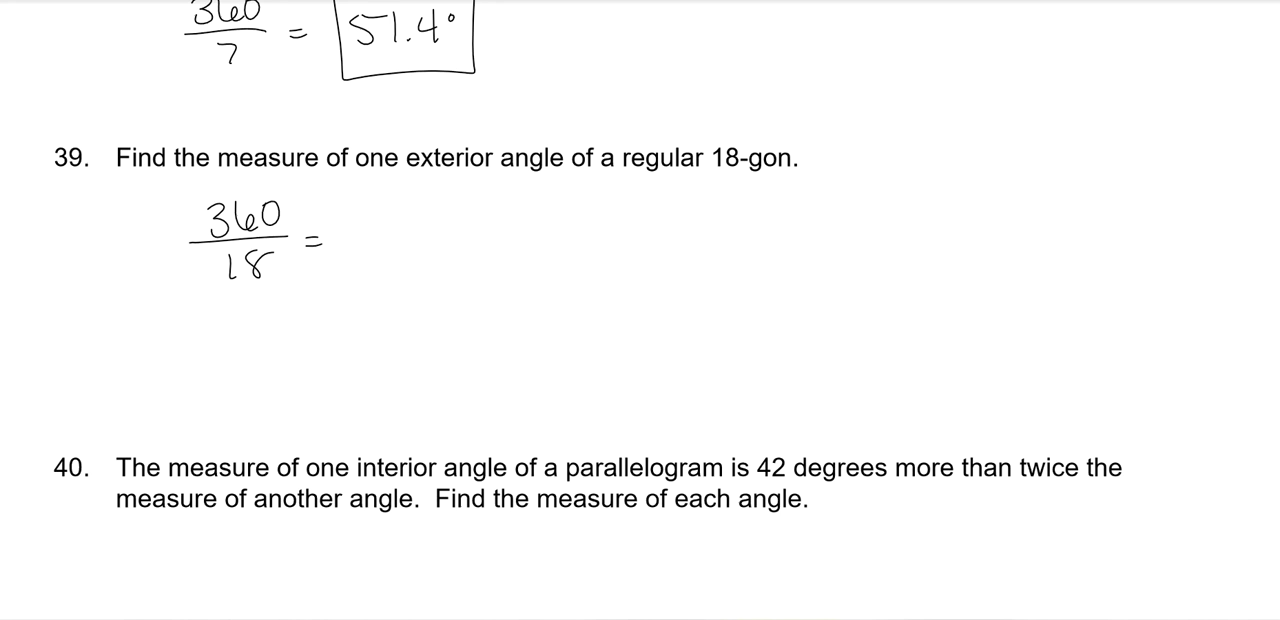 360
7 = 51.4°
39. Find the measure of one exterior angle of a regular 18-gon.
360
18 =
40. The measure of one interior angle of a parallelogram is 42 degrees more than twice the
measure of another angle. Find the measure of each angle.